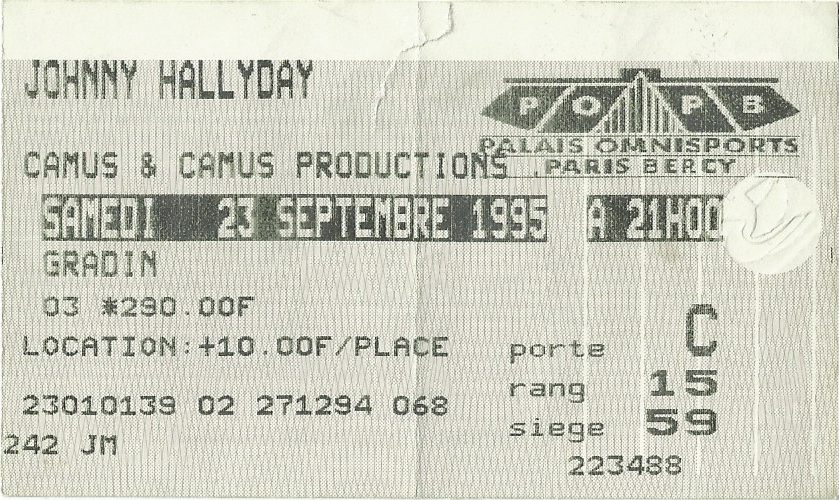 JOHNNY HALLYDAY
POPB
PALAIS OMNISPORTS
PARIS BERCY
CAMUS & CAMUS PRODUCTIONS
SAMEDI 23 SEPTEMBRE 1995 A 21H00
GRADIN
03 *290.00F
LOCATION:+10.00F/PLACE
porte C
rang 15
siege 59
23010139 02 271294 068
242 JM
223488